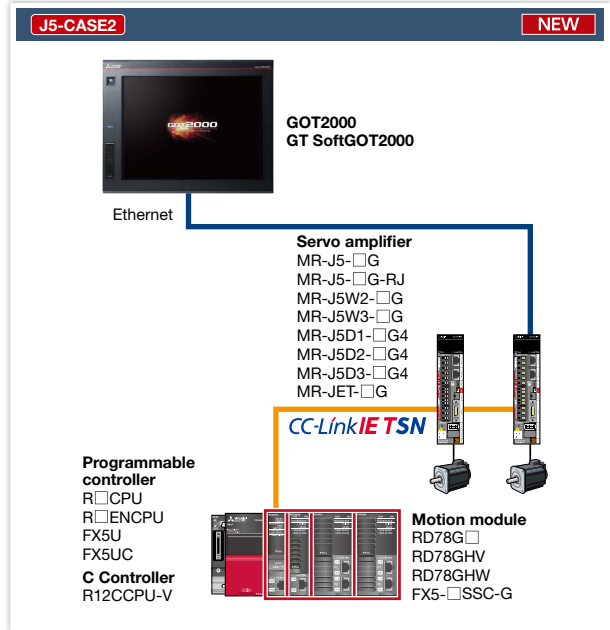 J5-CASE2
NEW
GOT2000
GOT2000
GT SoftGOT2000
Ethernet
Servo amplifier
MR-J5-□G
MR-J5-□G-RJ
MR-J5W2-□G
MR-J5W3-□G
MR-J5D1-□G4
MR-J5D2-□G4
MR-J5D3-□G4
MR-JET-□G
CC-Link IE TSN
Programmable
controller
R□CPU
R□ENCPU
FX5U
FX5UC
C Controller
R12CCPU-V
Motion module
RD78G□
RD78GHV
RD78GHW
FX5-□SSC-G